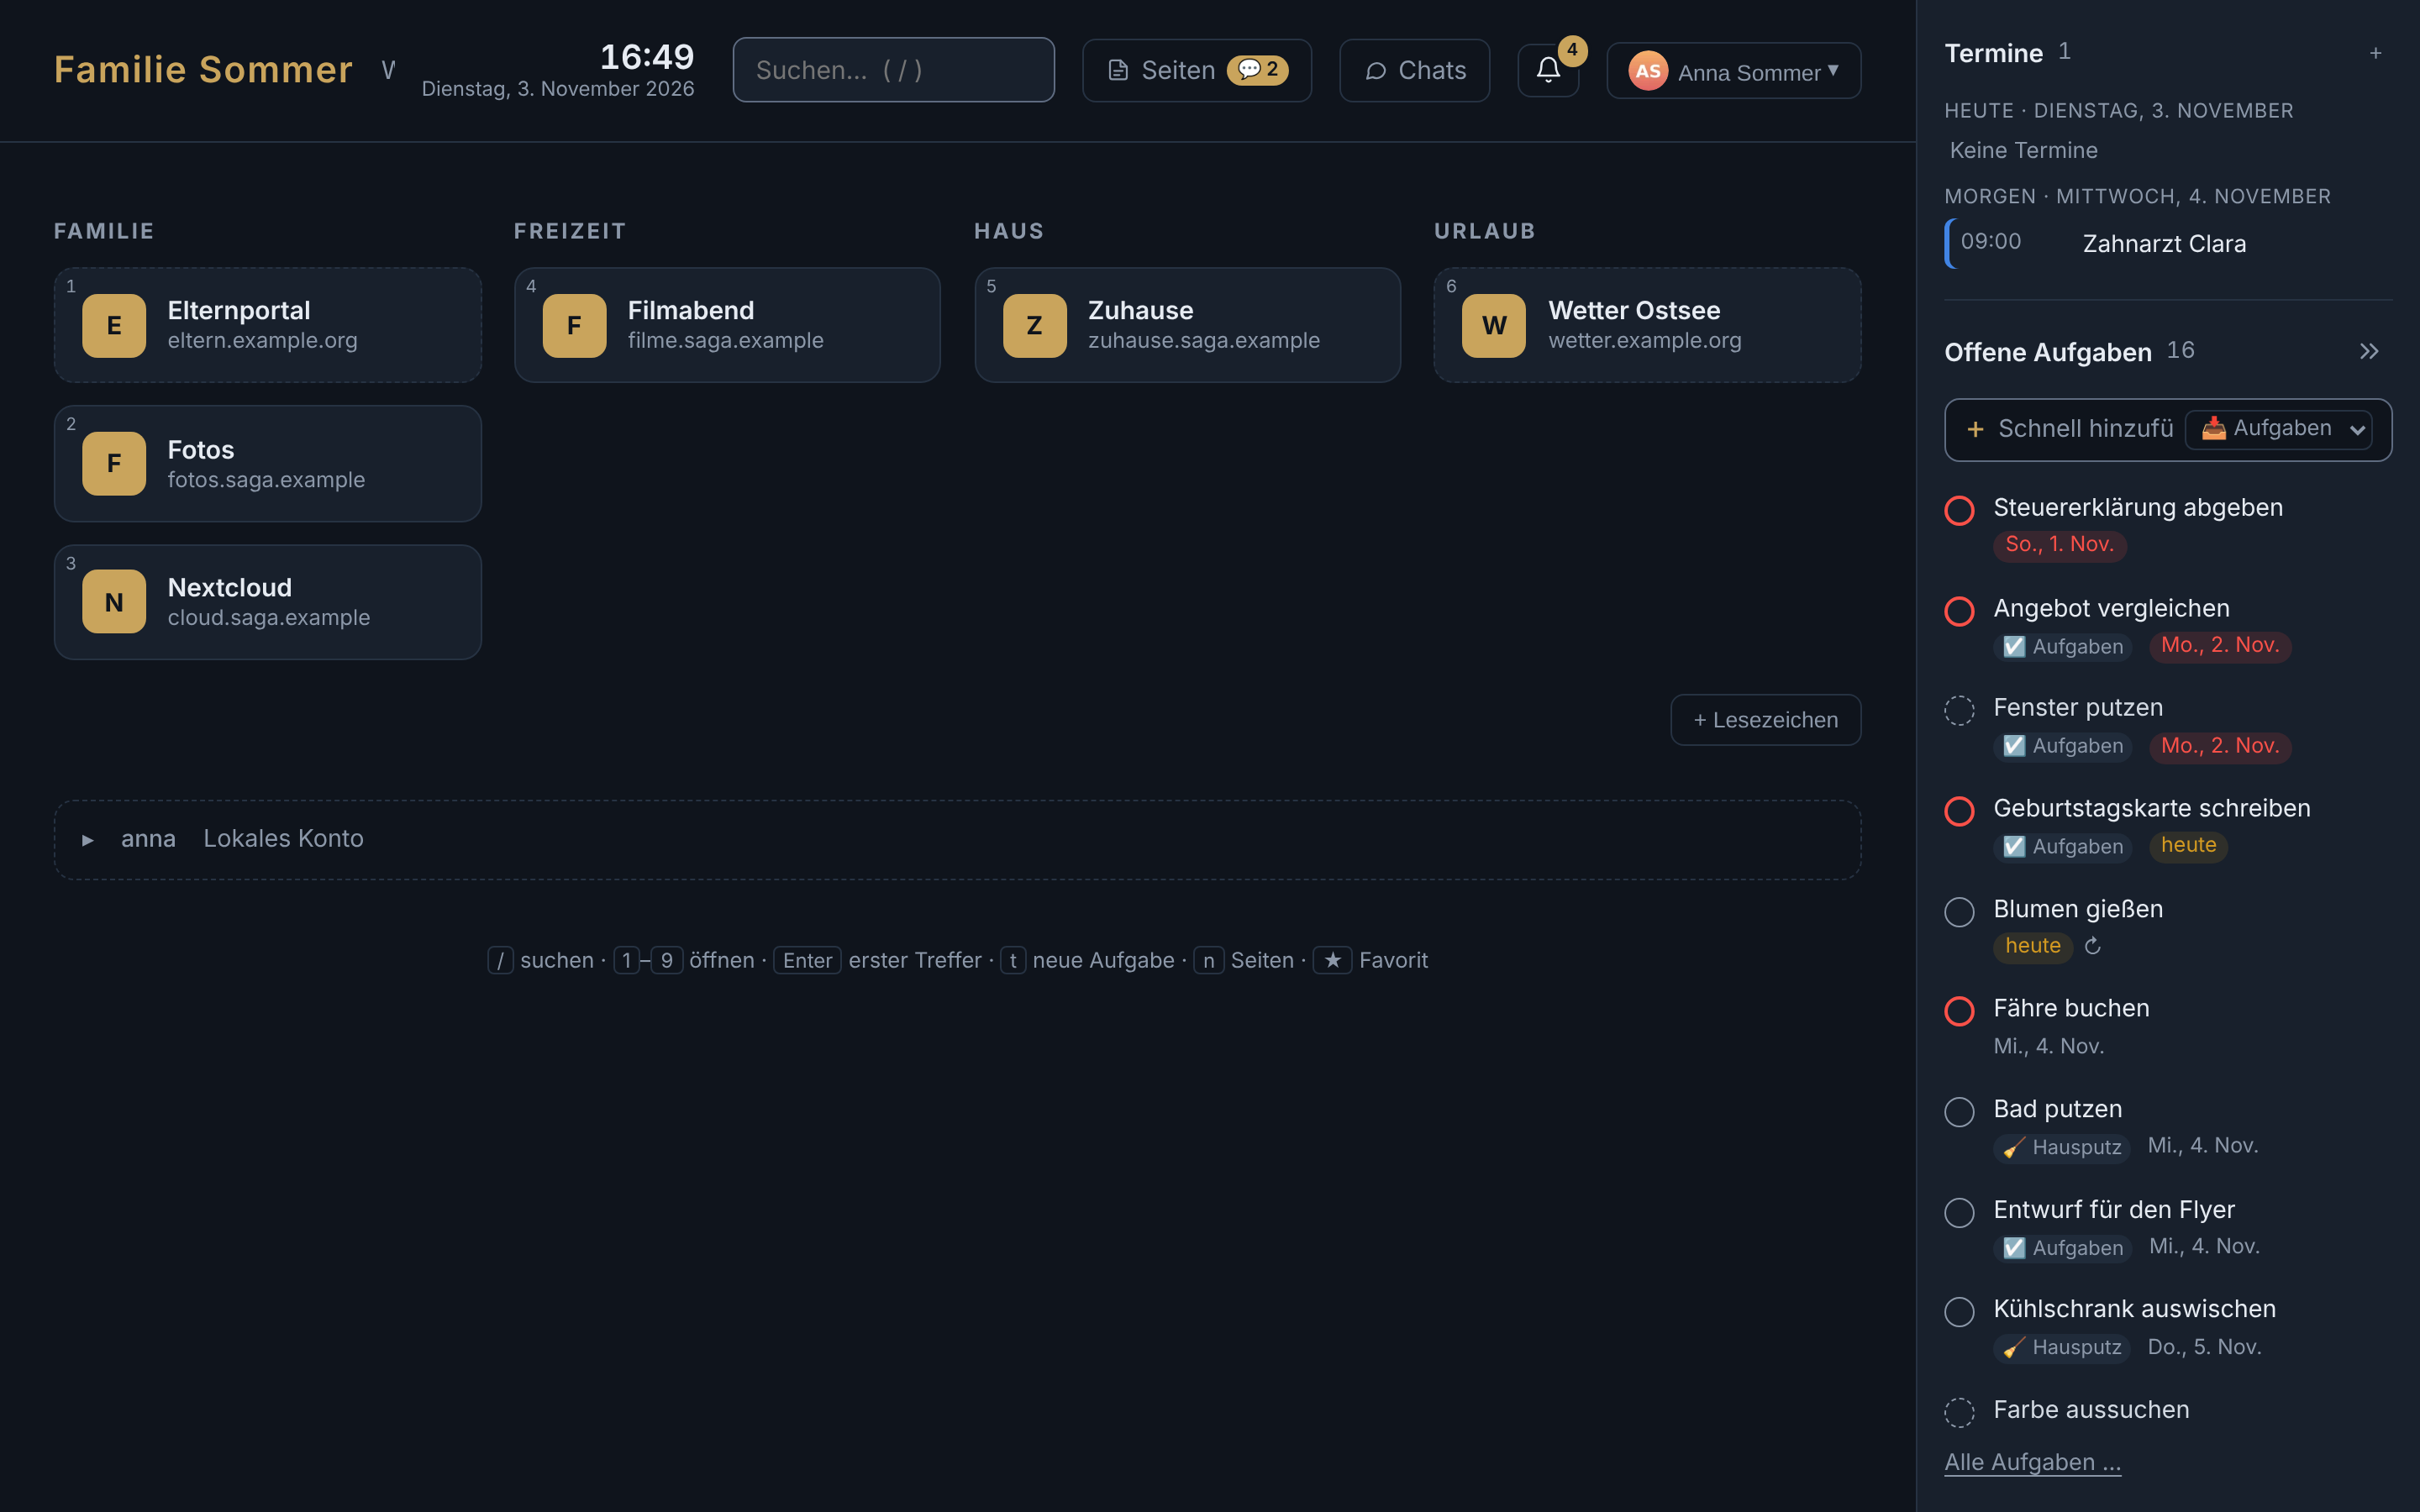 Familie Sommer
16:49
Dienstag, 3. November 2026
Suchen... ( / )
Seiten 💬 2
Chats
4
AS Anna Sommer ▾
FAMILIE
1
E
Elternportal
eltern.example.org
2
F
Fotos
fotos.saga.example
3
N
Nextcloud
cloud.saga.example
FREIZEIT
4
F
Filmabend
filme.saga.example
HAUS
5
Z
Zuhause
zuhause.saga.example
URLAUB
6
W
Wetter Ostsee
wetter.example.org
+ Lesezeichen
▸ anna Lokales Konto
/ suchen · 1–9 öffnen · Enter erster Treffer · t neue Aufgabe · n Seiten · ★ Favorit
Termine 1 +
HEUTE · DIENSTAG, 3. NOVEMBER
Keine Termine
MORGEN · MITTWOCH, 4. NOVEMBER
09:00 Zahnarzt Clara
Offene Aufgaben 16 »
+ Schnell hinzufü 📥 Aufgaben
Steuererklärung abgeben
So., 1. Nov.
Angebot vergleichen
☑️ Aufgaben Mo., 2. Nov.
Fenster putzen
☑️ Aufgaben Mo., 2. Nov.
Geburtstagskarte schreiben
☑️ Aufgaben heute
Blumen gießen
heute ↻
Fähre buchen
Mi., 4. Nov.
Bad putzen
🧹 Hausputz Mi., 4. Nov.
Entwurf für den Flyer
☑️ Aufgaben Mi., 4. Nov.
Kühlschrank auswischen
🧹 Hausputz Do., 5. Nov.
Farbe aussuchen
Alle Aufgaben ...